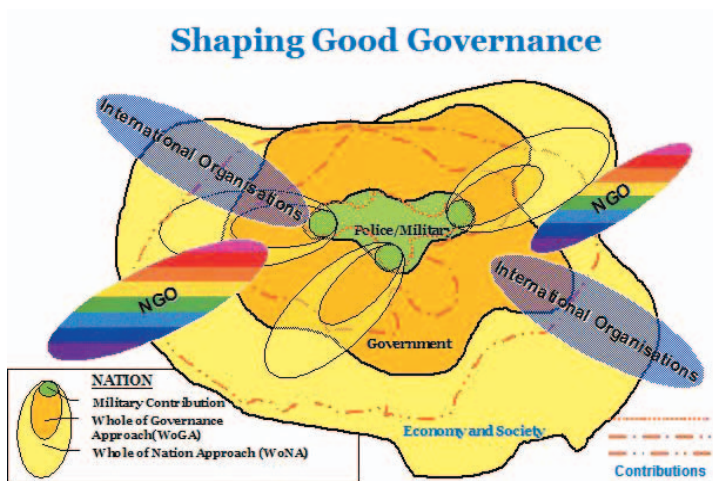 Shaping Good Governance
International Organisations
NGO
Police/Military
NGO
International Organisations
Government
Economy and Society
NATION
Military Contribution
Whole of Governance
Approach(WoGA)
Whole of Nation Approach (WoNA)
Contributions